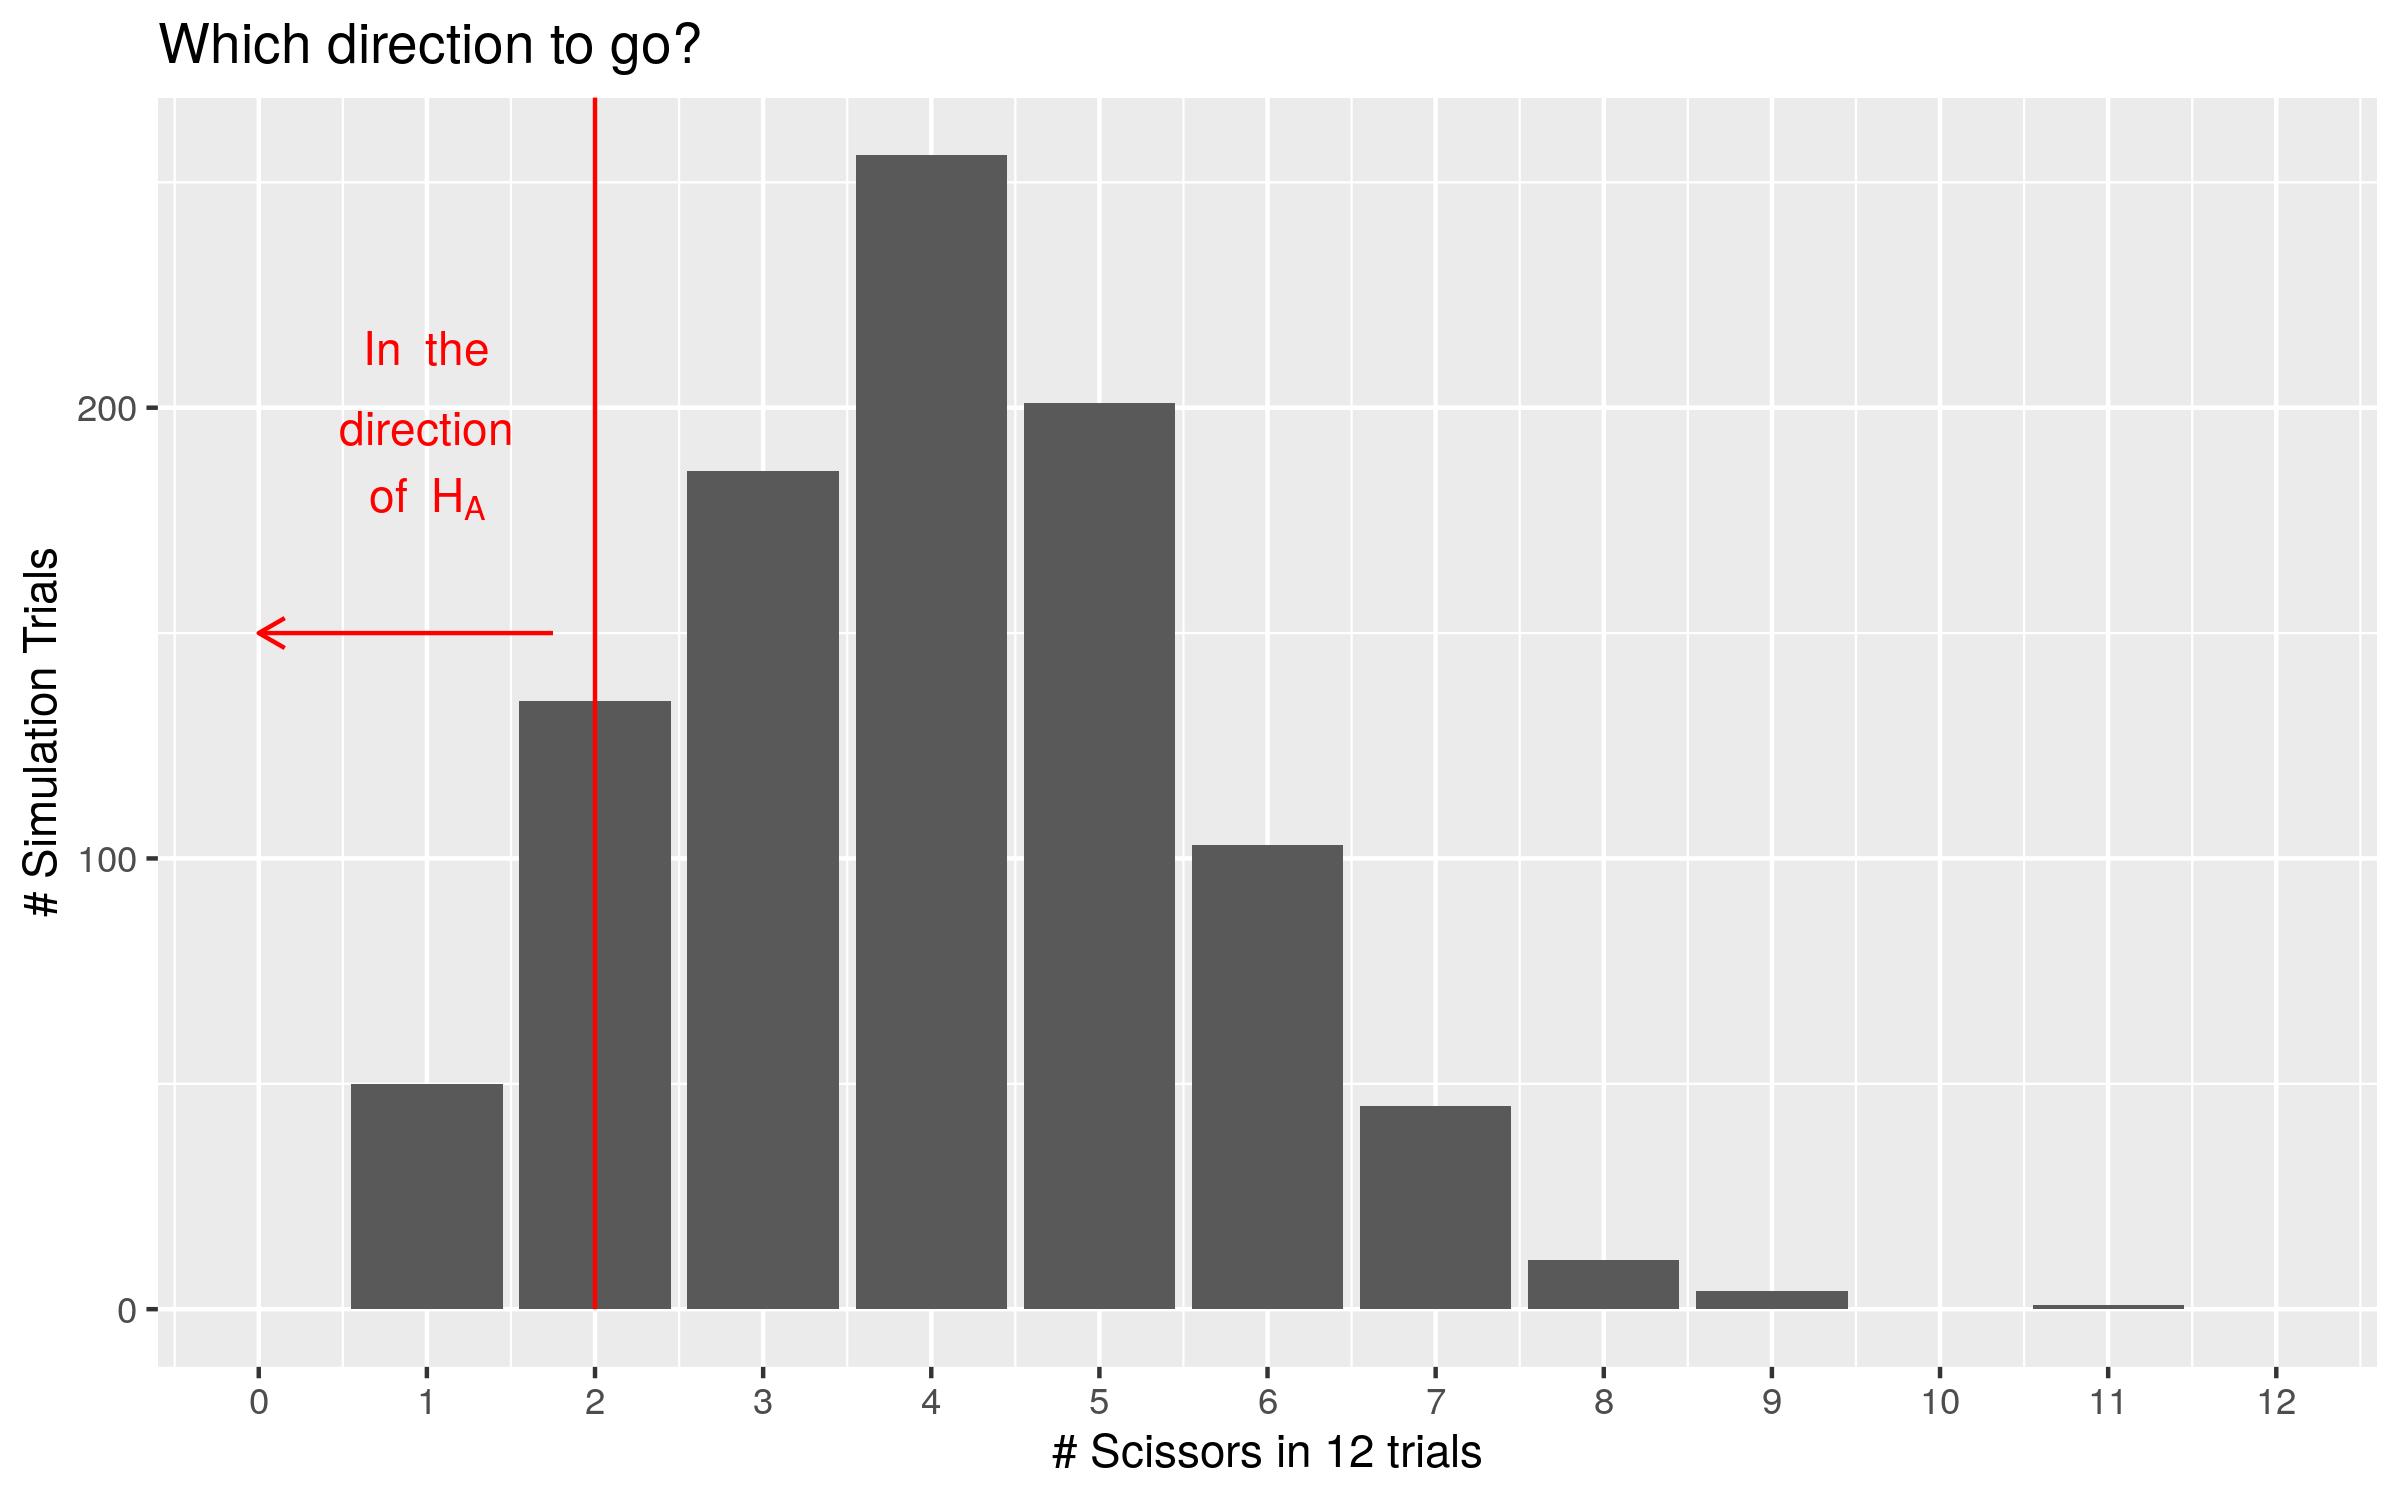 Which direction to go?
In the
direction
of H_A
200
100
0
# Simulation Trials
0 1 2 3 4 5 6 7 8 9 10 11 12
# Scissors in 12 trials